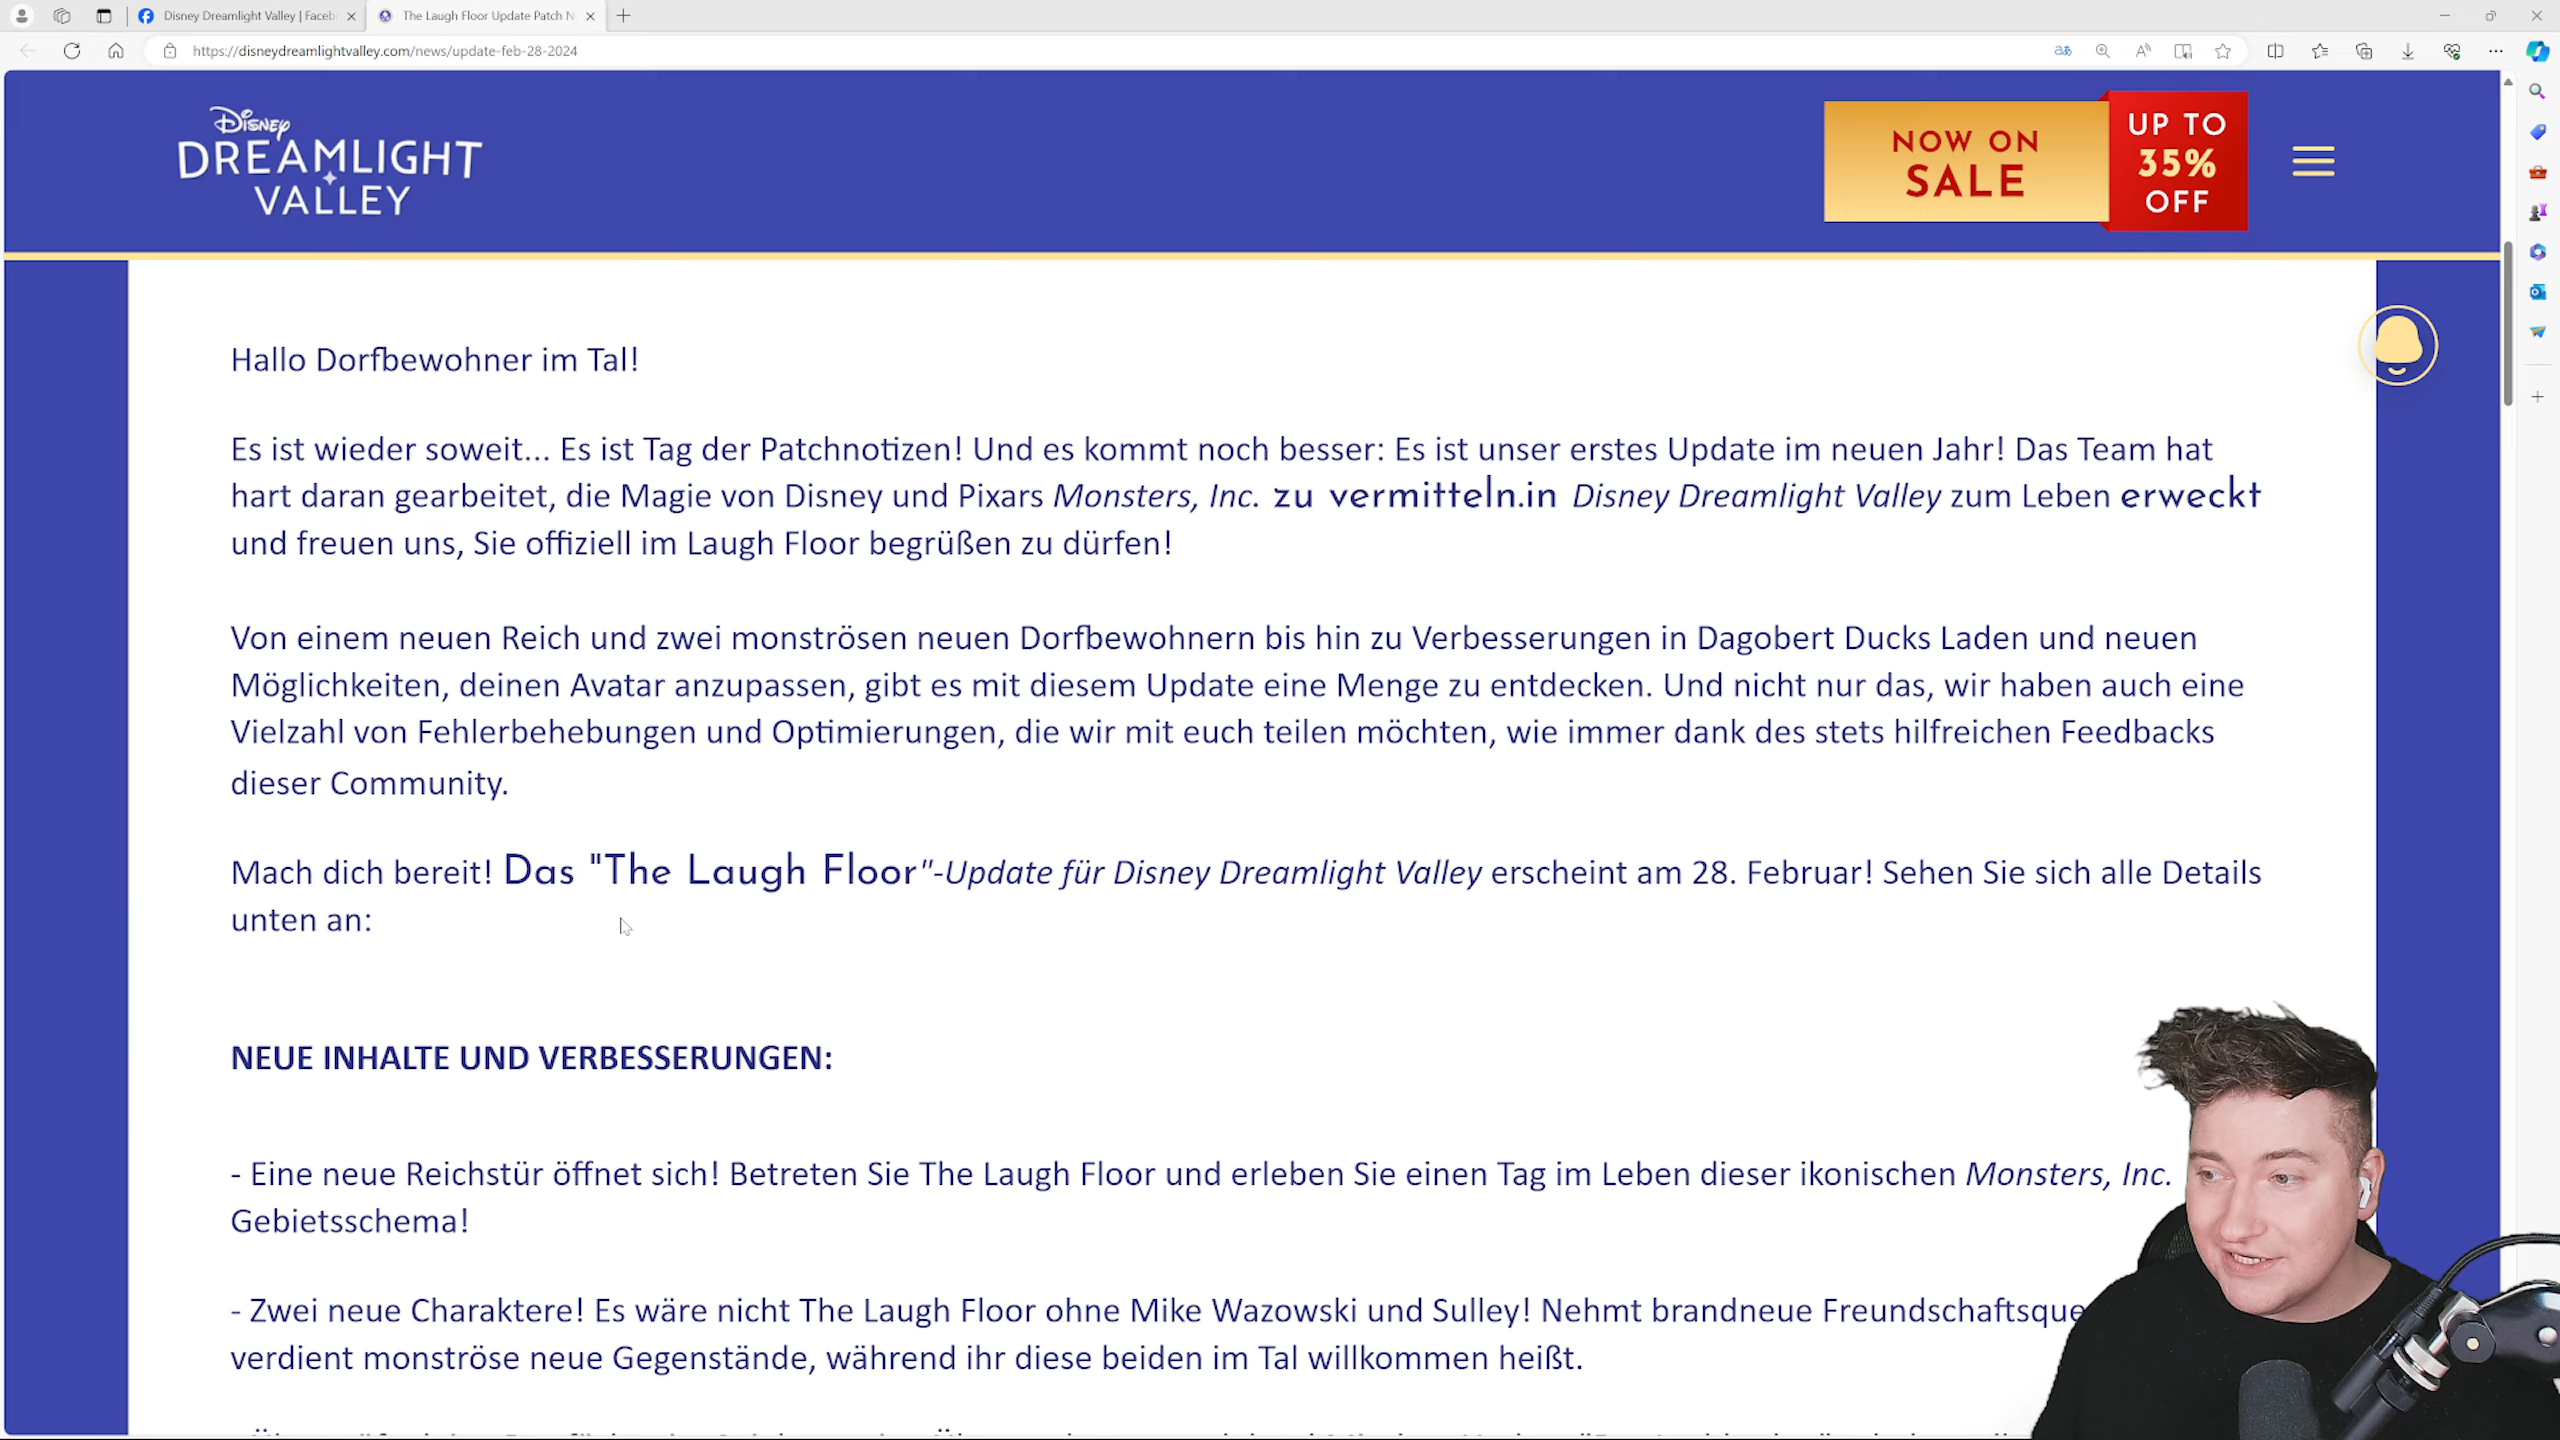 Disney Dreamlight Valley | Faceb
The Laugh Floor Update Patch N
https://disneydreamlightvalley.com/news/update-feb-28-2024
Disney
DREAMLIGHT
VALLEY
NOW ON
SALE
UP TO
35%
OFF
Hallo Dorfbewohner im Tal!
Es ist wieder soweit... Es ist Tag der Patchnotizen! Und es kommt noch besser: Es ist unser erstes Update im neuen Jahr! Das Team hat
hart daran gearbeitet, die Magie von Disney und Pixars Monsters, Inc. zu vermitteln.in Disney Dreamlight Valley zum Leben erweckt
und freuen uns, Sie offiziell im Laugh Floor begrüßen zu dürfen!
Von einem neuen Reich und zwei monströsen neuen Dorfbewohnern bis hin zu Verbesserungen in Dagobert Ducks Laden und neuen
Möglichkeiten, deinen Avatar anzupassen, gibt es mit diesem Update eine Menge zu entdecken. Und nicht nur das, wir haben auch eine
Vielzahl von Fehlerbehebungen und Optimierungen, die wir mit euch teilen möchten, wie immer dank des stets hilfreichen Feedbacks
dieser Community.
Mach dich bereit! Das "The Laugh Floor"-Update für Disney Dreamlight Valley erscheint am 28. Februar! Sehen Sie sich alle Details
unten an:
NEUE INHALTE UND VERBESSERUNGEN:
- Eine neue Reichstür öffnet sich! Betreten Sie The Laugh Floor und erleben Sie einen Tag im Leben dieser ikonischen Monsters, Inc.
Gebietsschema!
- Zwei neue Charaktere! Es wäre nicht The Laugh Floor ohne Mike Wazowski und Sulley! Nehmt brandneue Freundschaftsque
verdient monströse neue Gegenstände, während ihr diese beiden im Tal willkommen heißt.